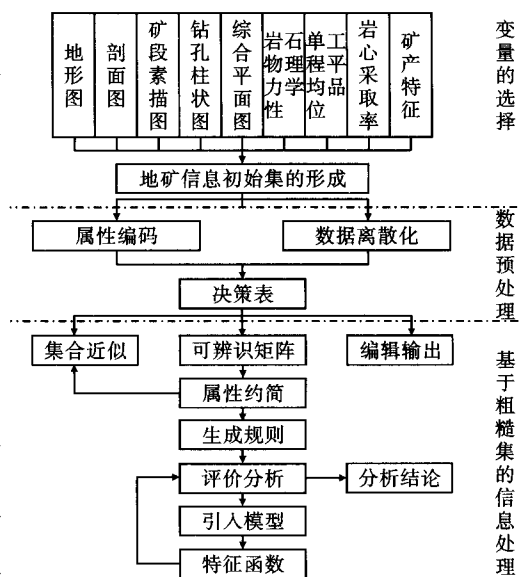 地形图
剖面图
矿段素描图
钻孔柱状图
综合平面图
岩石物理力学性
单工程平均品位
岩心采取率
矿产特征
变量的选择
地矿信息初始集的形成
属性编码
数据离散化
数据预处理
决策表
集合近似
可辨识矩阵
编辑输出
属性约简
生成规则
评价分析
分析结论
引入模型
特征函数
基于粗糙集的信息处理